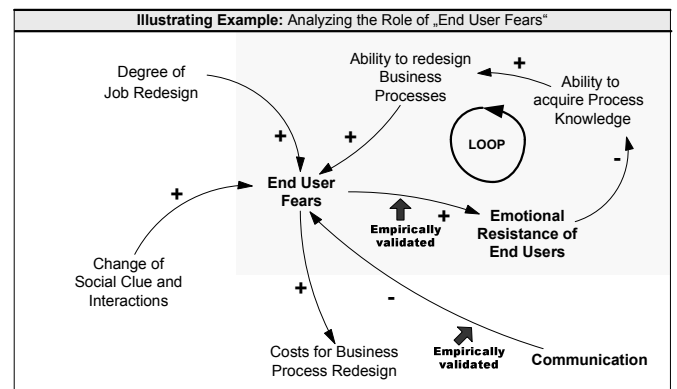 Illustrating Example: Analyzing the Role of „End User Fears“
Degree of
Job Redesign
Ability to redesign
Business
Processes
+
Ability to
acquire Process
Knowledge
+
+
LOOP
-
+
End User
Fears
Empirically
validated
+
Emotional
Resistance of
End Users
Change of
Social Clue and
Interactions
+
-
Costs for Business
Process Redesign
Empirically
validated
Communication